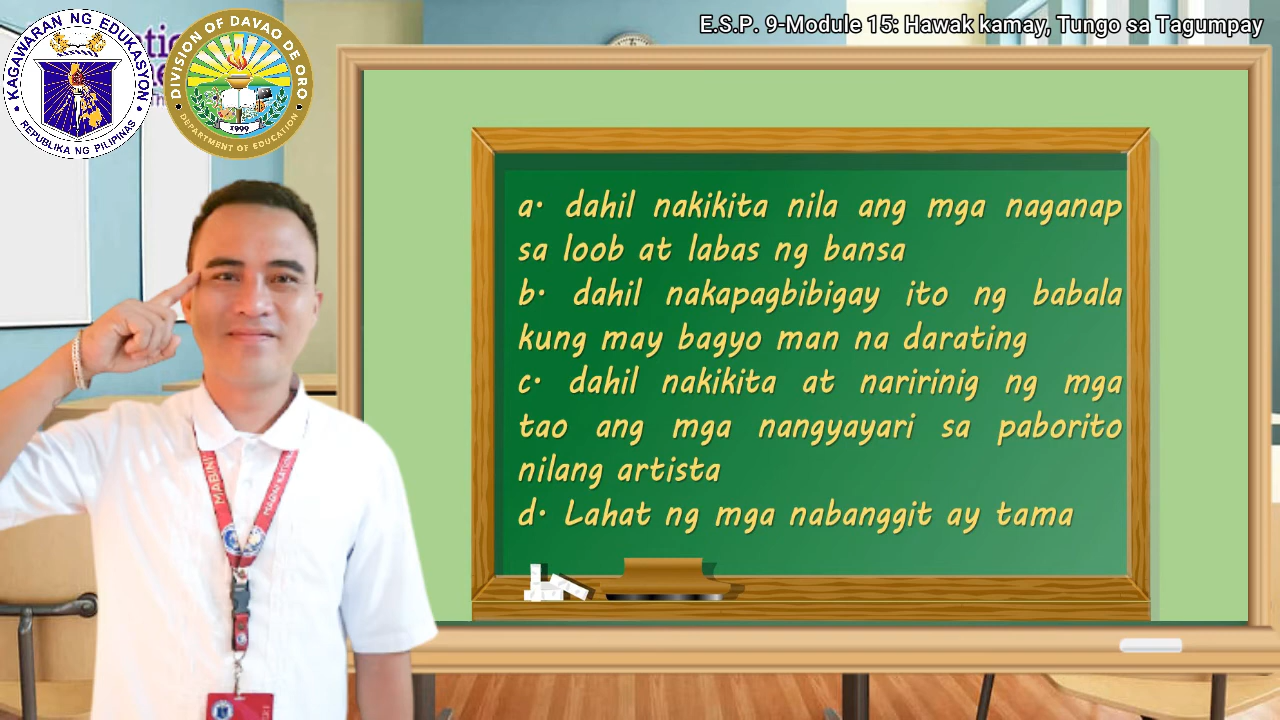 E.S.P. 9-Module 15: Hawak kamay, Tungo sa Tagumpay
KAGAWARAN NG EDUKASYON
REPUBLIKA NG PILIPINAS
DIVISION OF DAVAO DE ORO
1999
DEPARTMENT OF EDUCATION
a. dahil nakikita nila ang mga naganap
sa loob at labas ng bansa
b. dahil nakapagbibigay ito ng babala
kung may bagyo man na darating
c. dahil nakikita at naririnig ng mga
tao ang mga nangyayari sa paborito
nilang artista
d. Lahat ng mga nabanggit ay tama
MABINI